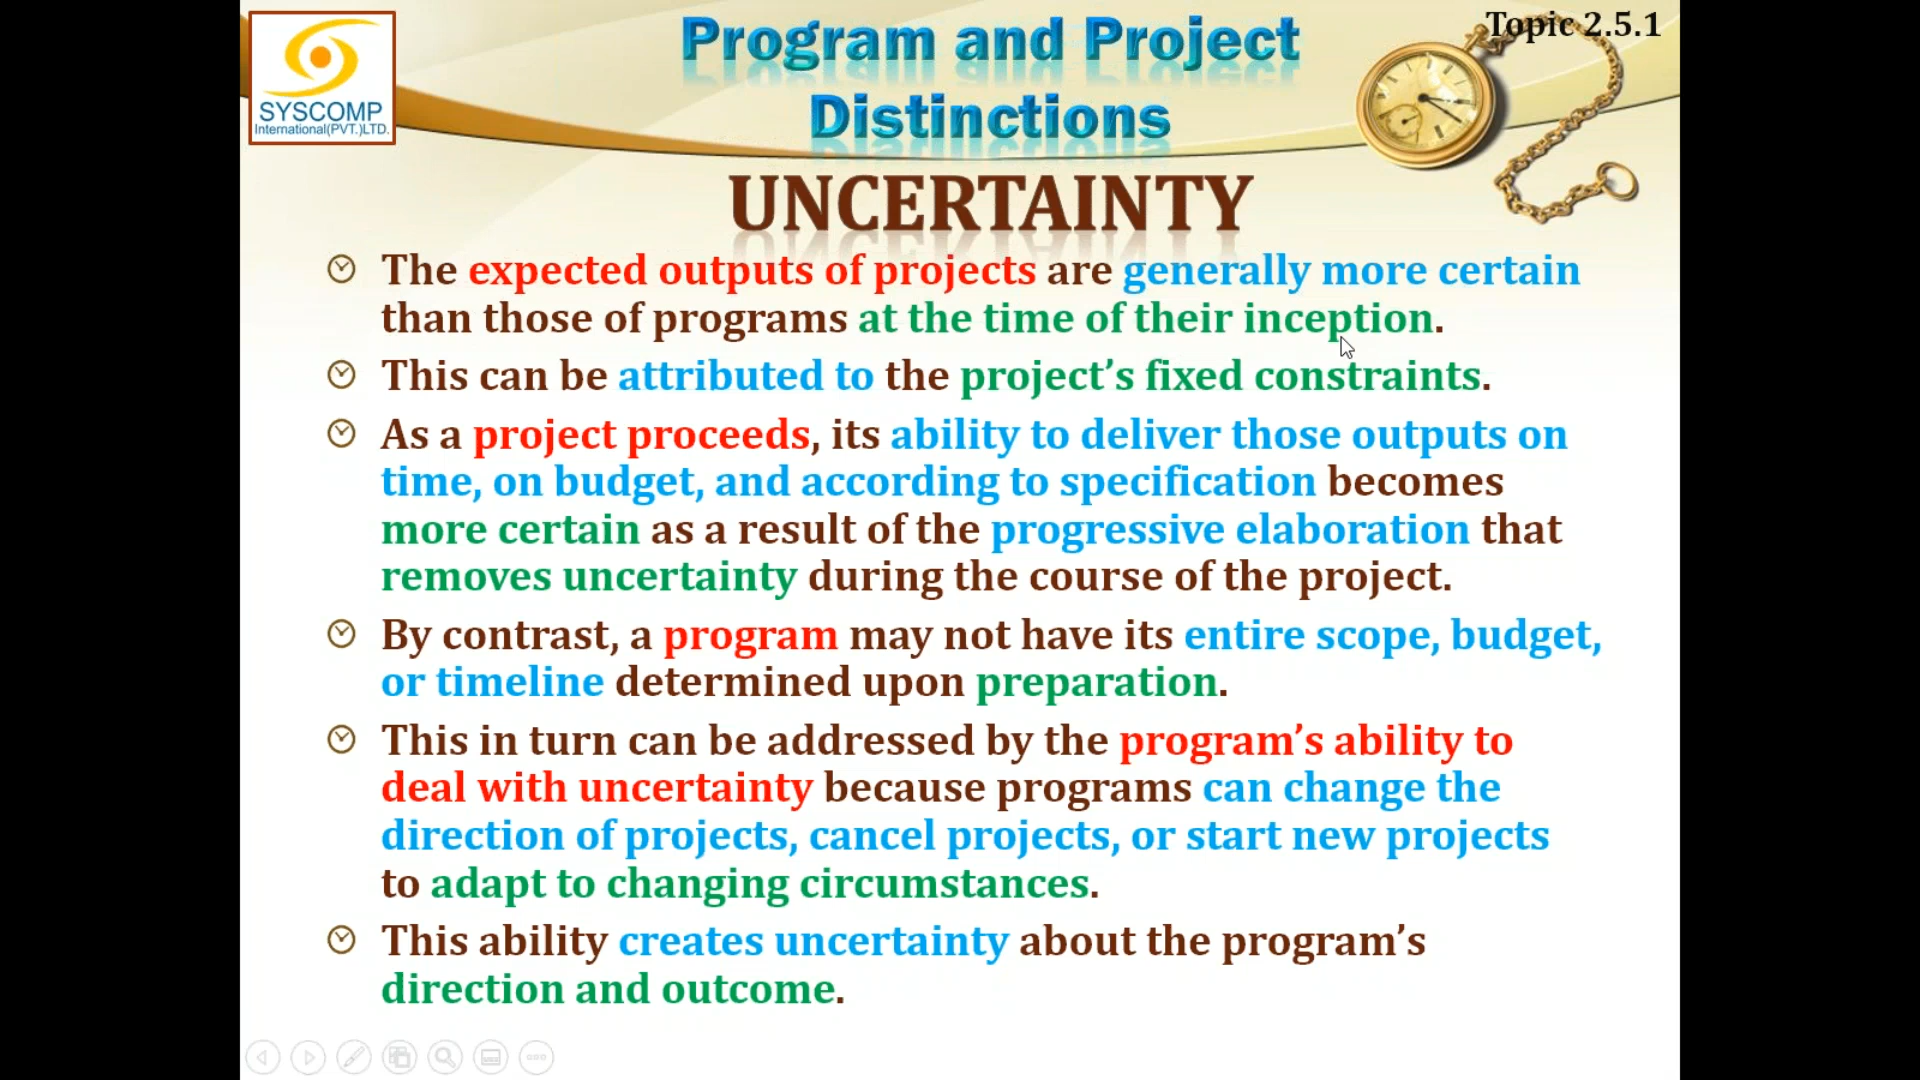 Topic 2.5.1
Program and Project
Distinctions
SYSCOMP
International(PVT.)LTD.
UNCERTAINTY
The expected outputs of projects are generally more certain
than those of programs at the time of their inception.
This can be attributed to the project’s fixed constraints.
As a project proceeds, its ability to deliver those outputs on
time, on budget, and according to specification becomes
more certain as a result of the progressive elaboration that
removes uncertainty during the course of the project.
By contrast, a program may not have its entire scope, budget,
or timeline determined upon preparation.
This in turn can be addressed by the program’s ability to
deal with uncertainty because programs can change the
direction of projects, cancel projects, or start new projects
to adapt to changing circumstances.
This ability creates uncertainty about the program’s
direction and outcome.